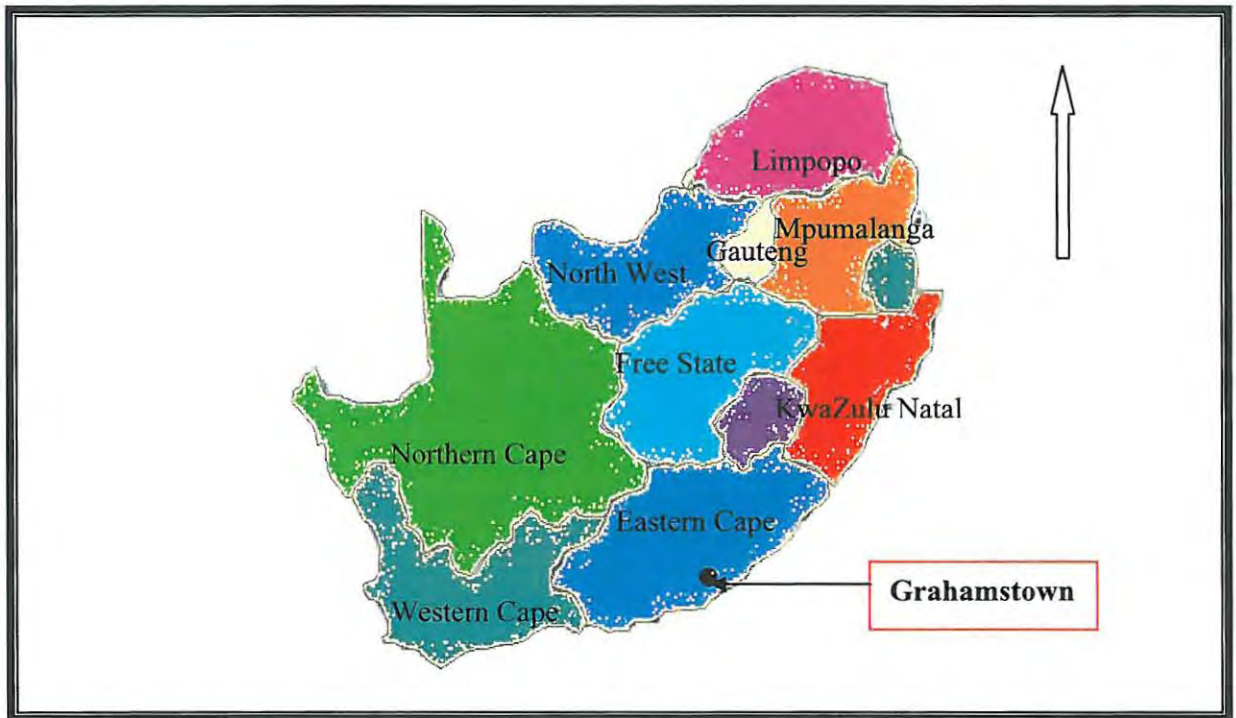 Limpopo
Mpumalanga
Gauteng
North West
Free State
KwaZulu Natal
Northern Cape
Eastern Cape
Grahamstown
Western Cape